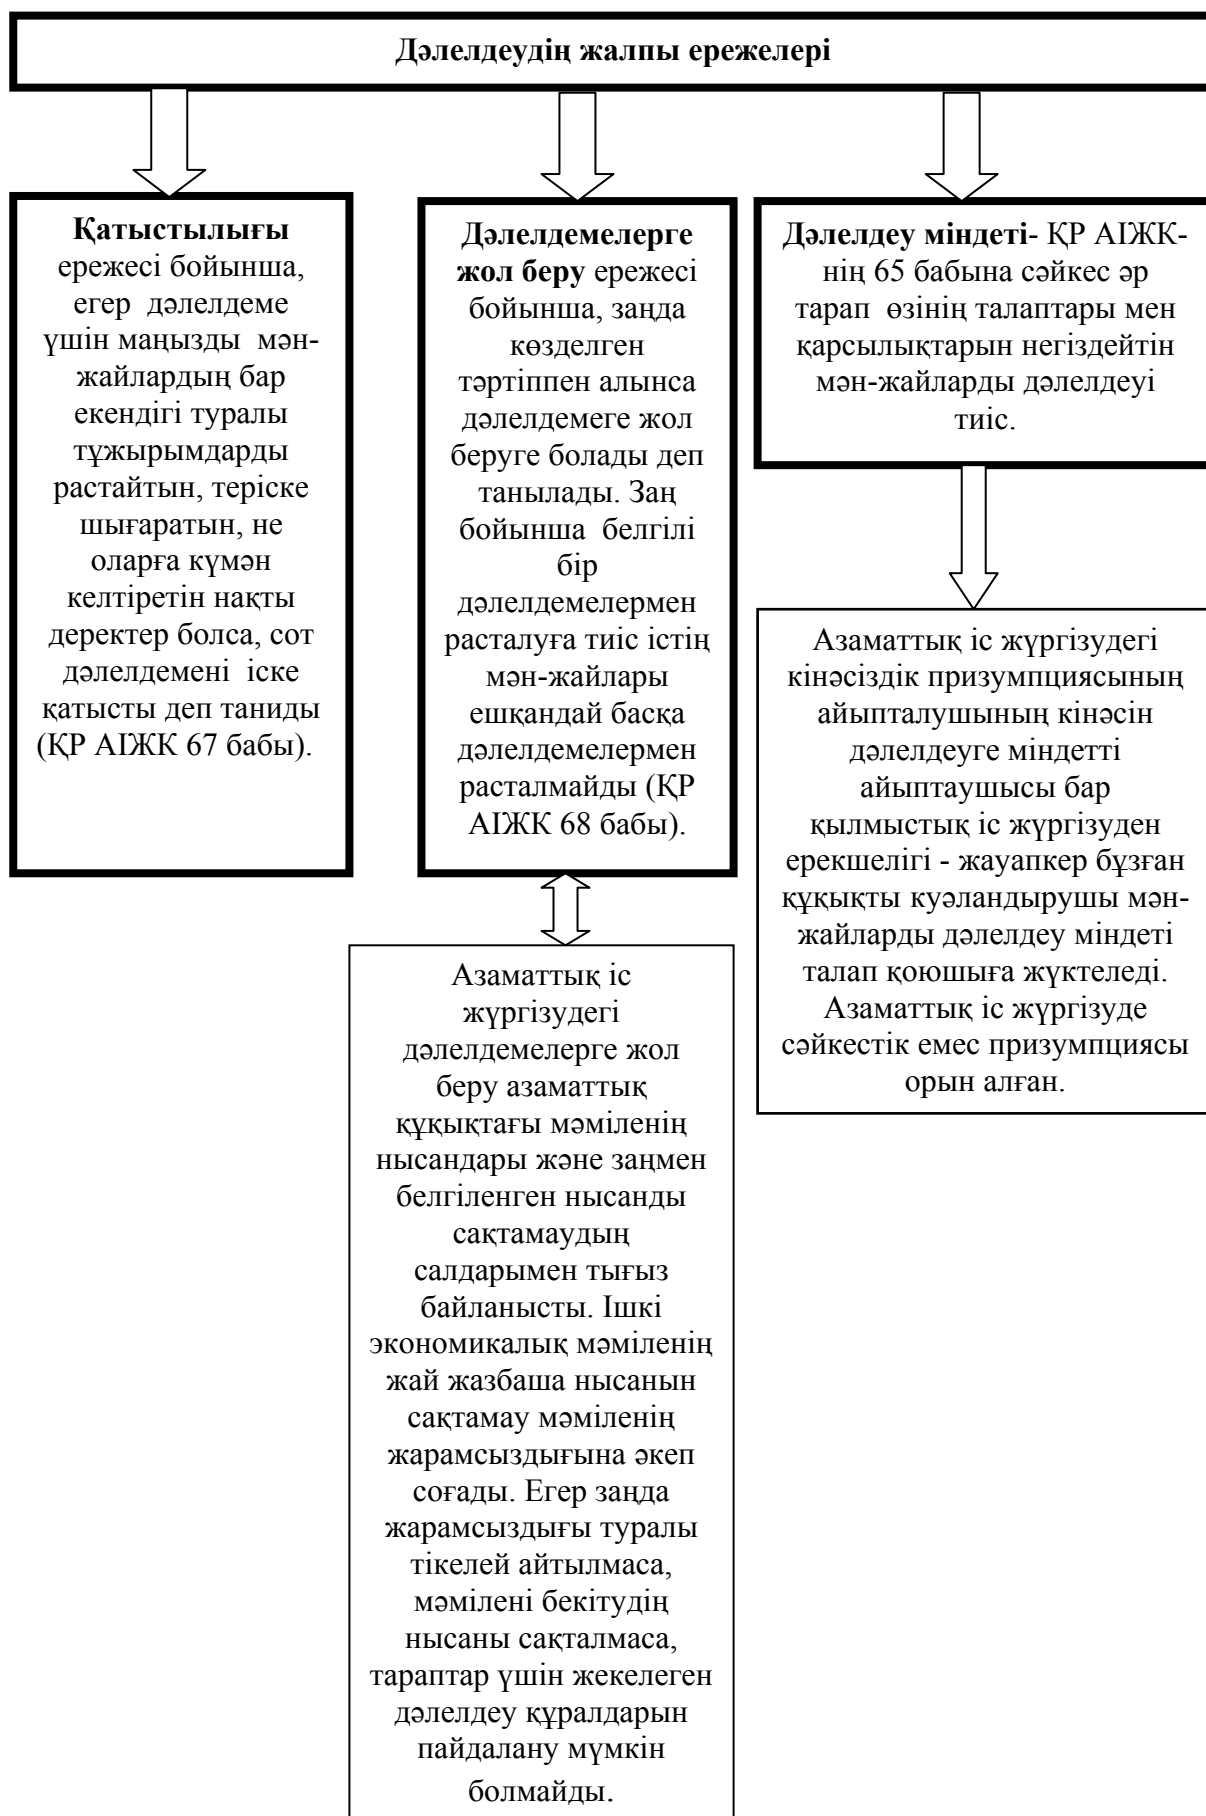 Дәлелдеудің жалпы ережелері
Қатыстылығы
ережесі бойынша,
егер дәлелдеме
үшін маңызды мән-
жайлардың бар
екендігі туралы
тұжырымдарды
растайтын, теріске
шығаратын, не
оларға күмән
келтіретін нақты
деректер болса, сот
дәлелдемені іске
қатысты деп таниды
(ҚР АІЖК 67 бабы).
Дәлелдемелерге
жол беру ережесі
бойынша, заңда
көзделген
тәртіппен алынса
дәлелдемеге жол
беруге болады деп
танылады. Заң
бойынша белгілі
бір
дәлелдемелермен
расталуға тиіс істің
мән-жайлары
ешқандай басқа
дәлелдемелермен
расталмайды (ҚР
АІЖК 68 бабы).
Дәлелдеу міндеті- ҚР АІЖК-
нің 65 бабына сәйкес әр
тарап өзінің талаптары мен
қарсылықтарын негіздейтін
мән-жайларды дәлелдеуі
тиіс.
Азаматтық іс жүргізудегі
кінәсіздік призумпциясының
айыпталушының кінәсін
дәлелдеуге міндетті
айыптаушысы бар
қылмыстық іс жүргізуден
ерекшелігі - жауапкер бұзған
құқықты куәландырушы мән-
жайларды дәлелдеу міндеті
талап қоюшыға жүктеледі.
Азаматтық іс жүргізуде
сәйкестік емес призумпциясы
орын алған.
Азаматтық іс
жүргізудегі
дәлелдемелерге жол
беру азаматтық
құқықтағы мәміленің
нысандары және заңмен
белгіленген нысанды
сақтамаудың
салдарымен тығыз
байланысты. Ішкі
экономикалық мәміленің
жай жазбаша нысанын
сақтамау мәміленің
жарамсыздығына әкеп
соғады. Егер заңда
жарамсыздығы туралы
тікелей айтылмаса,
мәмілені бекітудің
нысаны сақталмаса,
тараптар үшін жекелеген
дәлелдеу құралдарын
пайдалану мүмкін
болмайды.